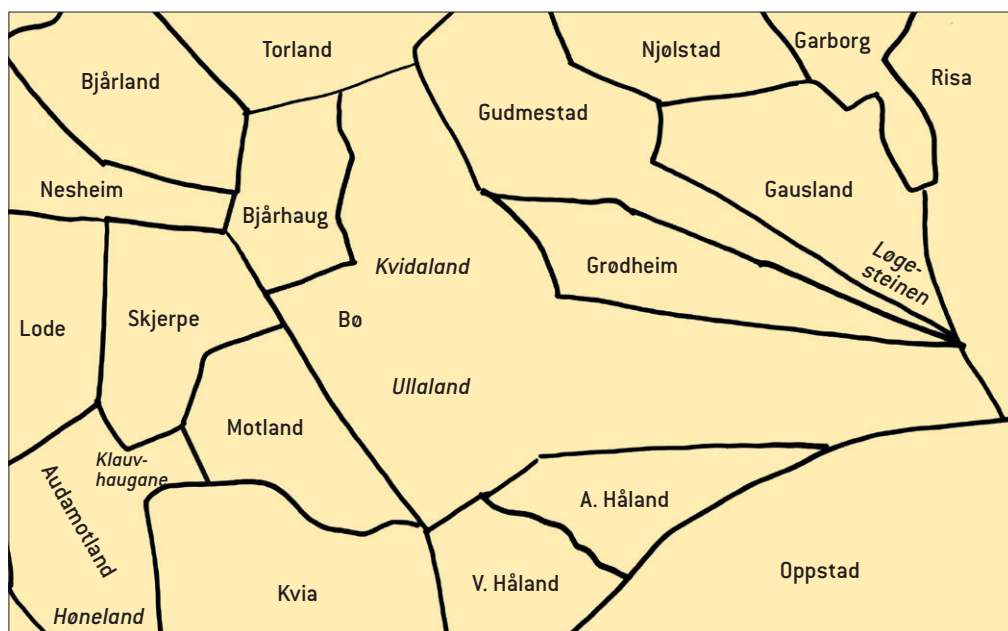 Torland
Njølstad
Garborg
Risa
Bjårland
Gudmestad
Nesheim
Gausland
Bjårhaug
Kvidaland
Grødheim
Løge-
steinen
Lode
Skjerpe
Bø
Ullaland
Motland
Klauv-
haugane
Audamotland
A. Håland
V. Håland
Oppstad
Kvia
Høneland